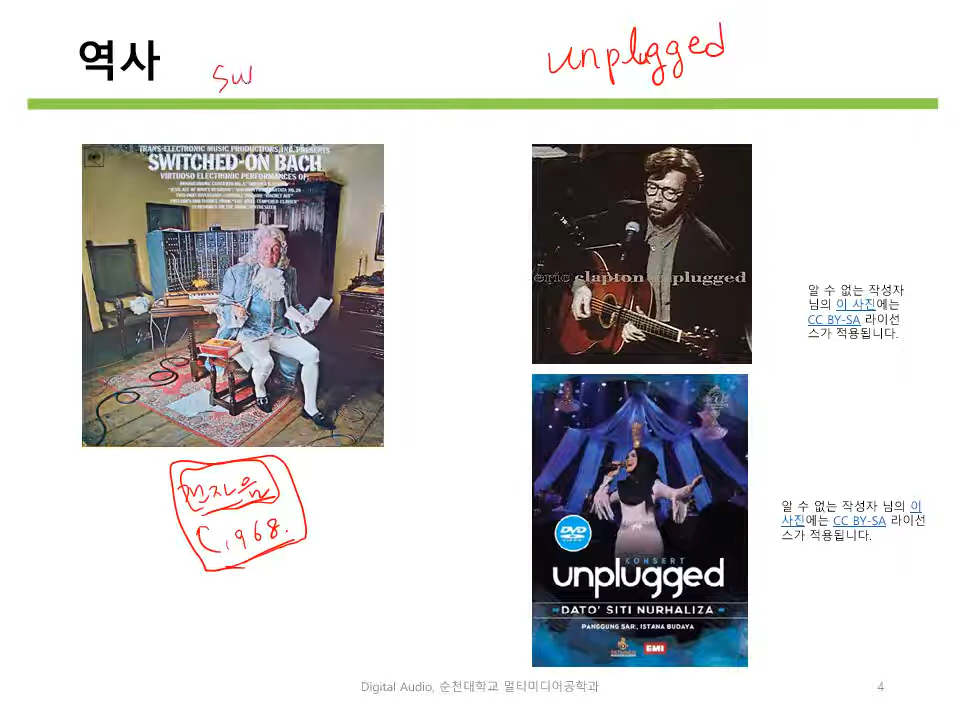 역사
sw
unplugged
TRANS-ELECTRONIC MUSIC PRODUCTIONS, INC. PRESENTS
SWITCHED-ON BACH
VIRTUOSO ELECTRONIC PERFORMANCES OF:
eric clapton unplugged
알 수 없는 작성자
님의 이 사진에는
CC BY-SA 라이선
스가 적용됩니다.
전자음
1968.
DVD
KONSERT
unplugged
DATO' SITI NURHALIZA
PANGGUNG SARI, ISTANA BUDAYA
EMI
알 수 없는 작성자 님의 이
사진에는 CC BY-SA 라이선
스가 적용됩니다.
Digital Audio, 순천대학교 멀티미디어공학과
4